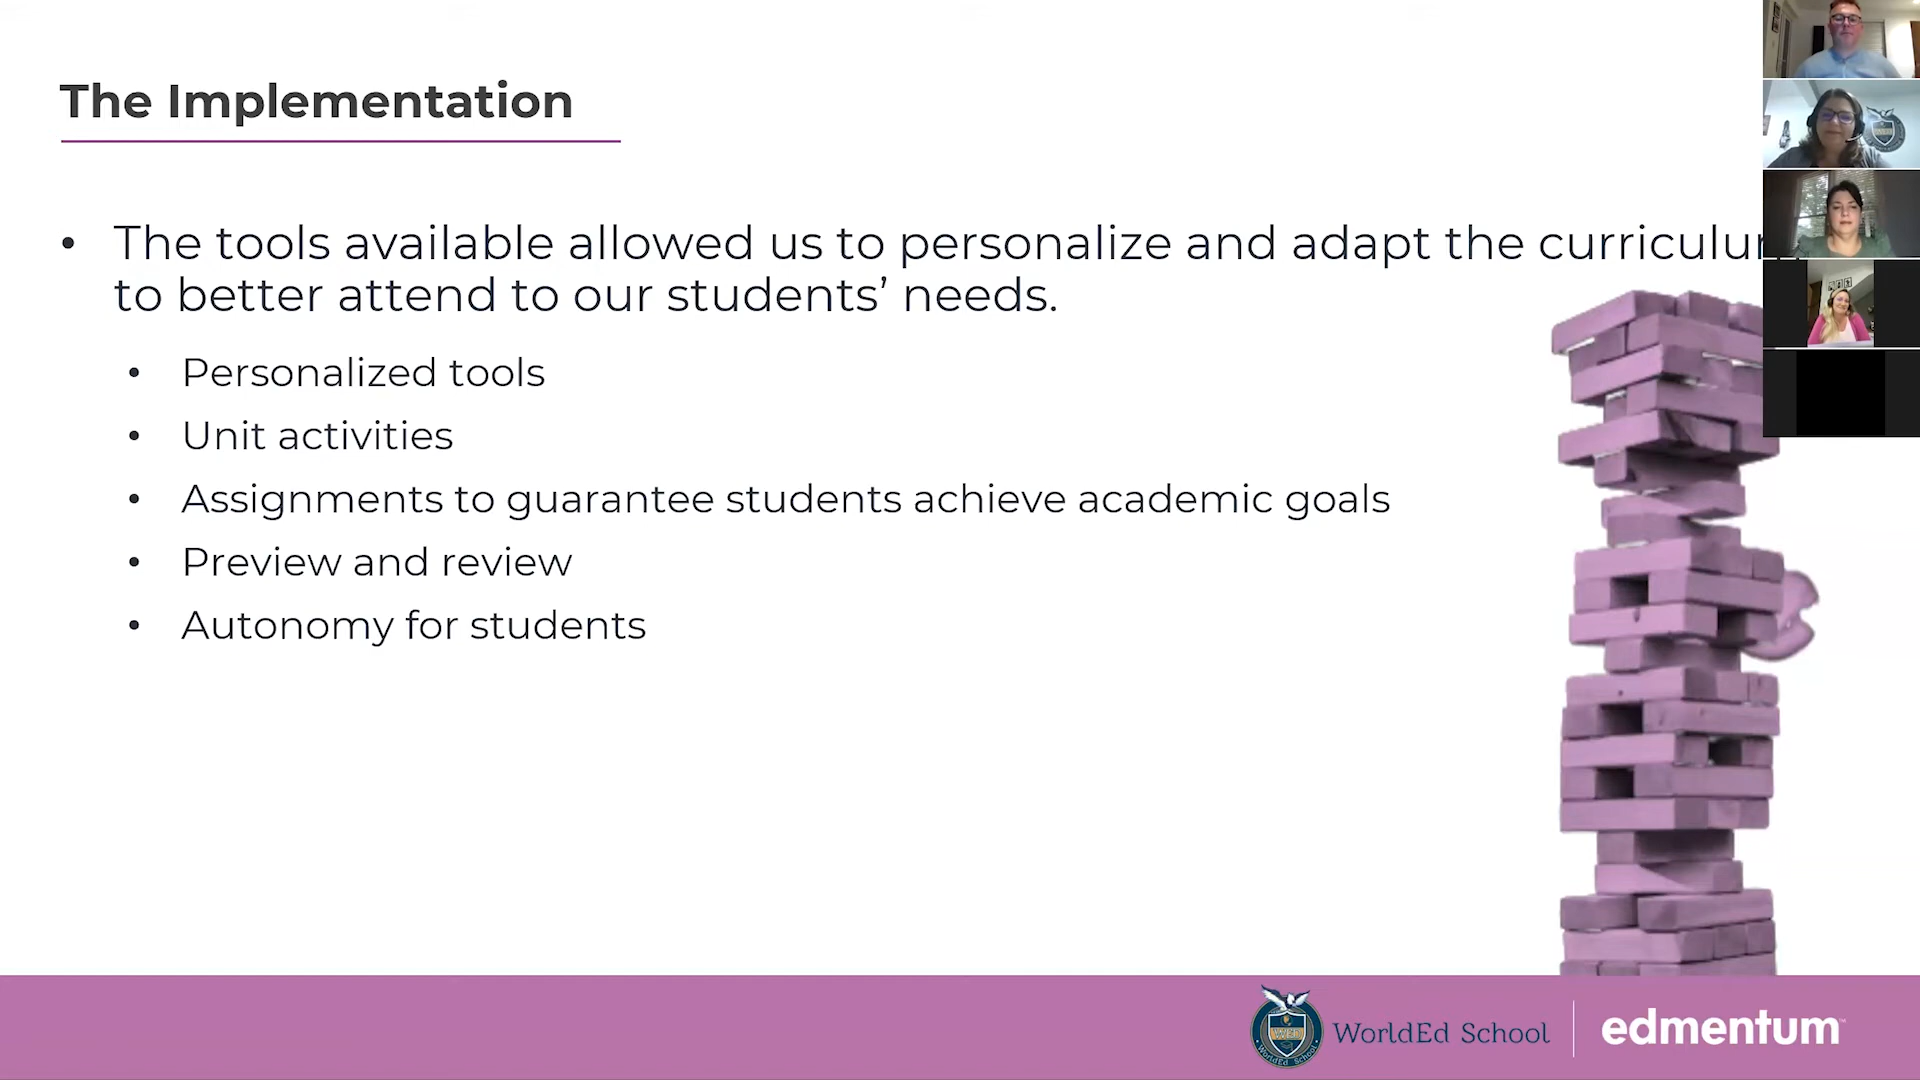 The Implementation
• The tools available allowed us to personalize and adapt the curriculum
to better attend to our students’ needs.
• Personalized tools
• Unit activities
• Assignments to guarantee students achieve academic goals
• Preview and review
• Autonomy for students
WorldEd School
edmentum